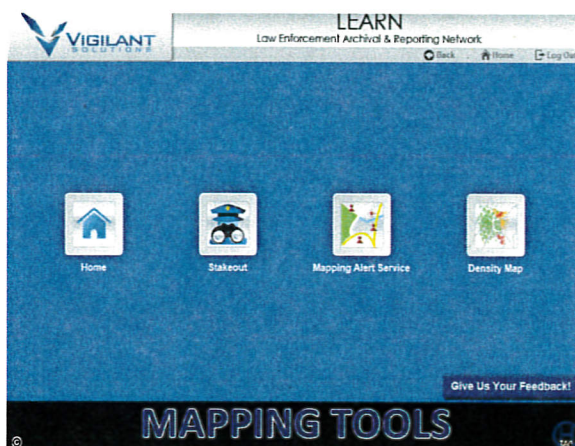 VIGILANT
SOLUTIONS
LEARN
Law Enforcement Archival & Reporting Network
Back Home Log Out
Home Stakeout Mapping Alert Service Density Map
Give Us Your Feedback!
©
MAPPING TOOLS